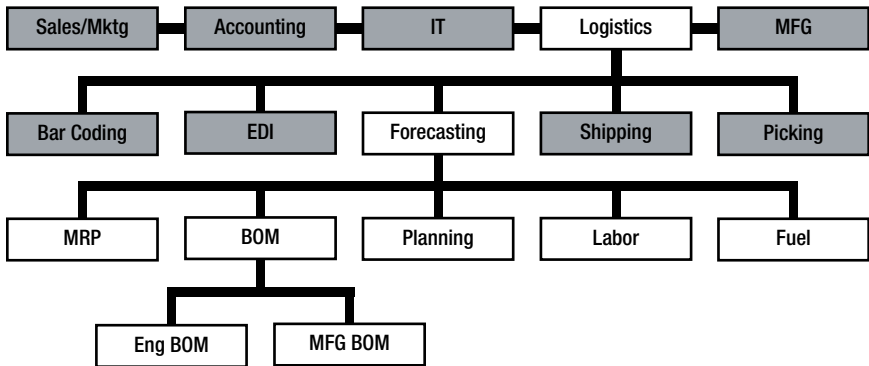 Sales/Mktg Accounting IT Logistics MFG
Bar Coding EDI Forecasting Shipping Picking
MRP BOM Planning Labor Fuel
Eng BOM MFG BOM